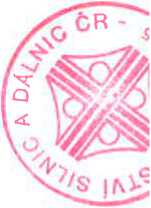 STVÍ SILNIC A DÁLNIC ČR -